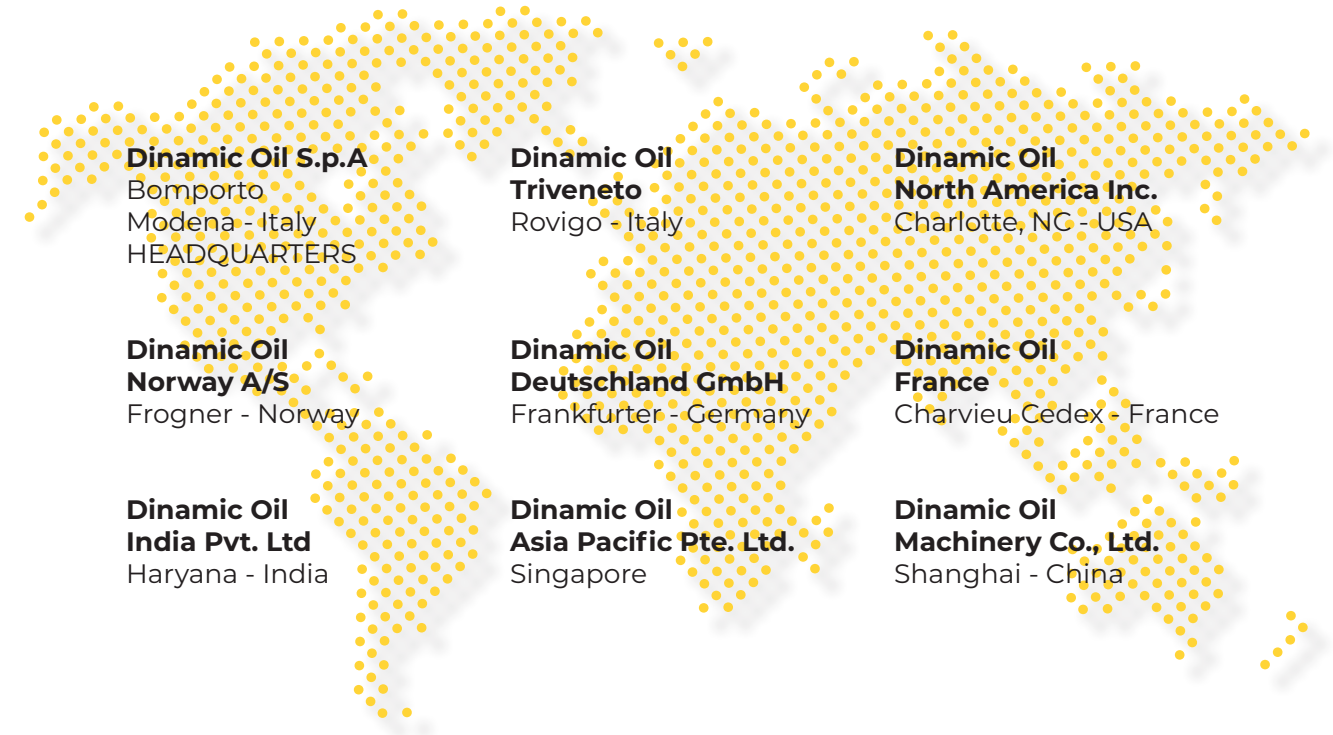 Dinamic Oil S.p.A
Bomporto
Modena - Italy
HEADQUARTERS
Dinamic Oil
Triveneto
Rovigo - Italy
Dinamic Oil
North America Inc.
Charlotte, NC - USA
Dinamic Oil
Norway A/S
Frogner - Norway
Dinamic Oil
Deutschland GmbH
Frankfurter - Germany
Dinamic Oil
France
Charvieu Cedex - France
Dinamic Oil
India Pvt. Ltd
Haryana - India
Dinamic Oil
Asia Pacific Pte. Ltd.
Singapore
Dinamic Oil
Machinery Co., Ltd.
Shanghai - China